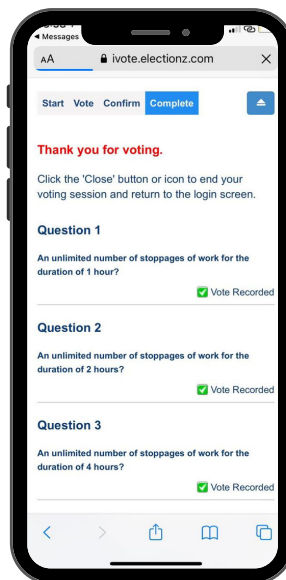 Messages
AA ivote.electionz.com
Start Vote Confirm Complete
Thank you for voting.
Click the 'Close' button or icon to end your
voting session and return to the login screen.
Question 1
An unlimited number of stoppages of work for the
duration of 1 hour?
Vote Recorded
Question 2
An unlimited number of stoppages of work for the
duration of 2 hours?
Vote Recorded
Question 3
An unlimited number of stoppages of work for the
duration of 4 hours?
Vote Recorded